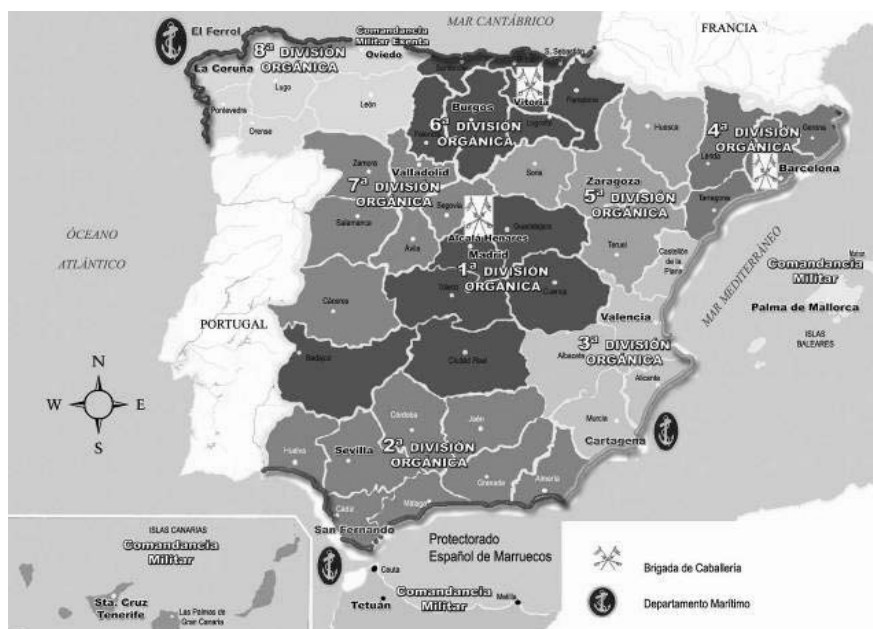 El Ferrol
MAR CANTÁBRICO
FRANCIA
Comandancia
Militar Exenta
Oviedo
8ª DIVISIÓN
ORGÁNICA
La Coruña
Lugo
Pontevedra
Orense
León
S. Sebastián
Vitoria
Pamplona
Burgos
Logroño
6ª DIVISIÓN
ORGÁNICA
Palencia
Huesca
4ª DIVISIÓN
ORGÁNICA
Gerona
Lérida
Barcelona
Tarragona
Zamora
Valladolid
7ª DIVISIÓN
ORGÁNICA
Soria
Zaragoza
5ª DIVISIÓN
ORGÁNICA
Segovia
Salamanca
Ávila
Alcalá Henares
Guadalajara
Madrid
1ª DIVISIÓN
ORGÁNICA
Teruel
Castellón
de la
Plana
ÓCEANO
ATLÁNTICO
MAR MEDITERRÁNEO
Comandancia
Militar
Palma de Mallorca
ISLAS
BALEARES
Cáceres
Toledo
Cuenca
Valencia
PORTUGAL
3ª DIVISIÓN
ORGÁNICA
Albacete
Badajoz
Ciudad Real
Alicante
N
W E
S
Murcia
Cartagena
Córdoba
Jaén
Huelva
Sevilla
2ª DIVISIÓN
ORGÁNICA
Granada
Almería
Cádiz
Málaga
San Fernando
ISLAS CANARIAS
Comandancia
Militar
Sta. Cruz
Tenerife
Las Palmas de
Gran Canaria
Protectorado
Español de Marruecos
Ceuta
Tetuán
Comandancia
Militar
Melilla
Brigada de Caballería
Departamento Marítimo